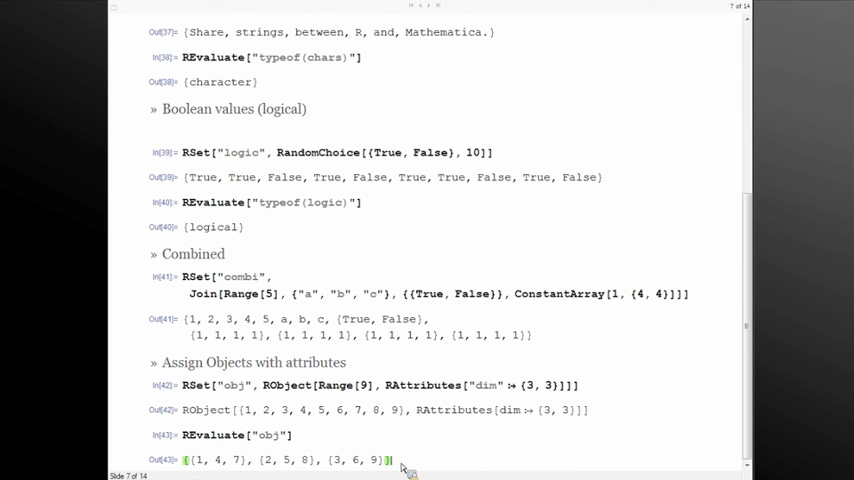 7 of 14
Out[37]= {Share, strings, between, R, and, Mathematica.}
In[38]= REvaluate["typeof(chars)"]
Out[38]= {character}
» Boolean values (logical)
In[39]= RSet["logic", RandomChoice[{True, False}, 10]]
Out[39]= {True, True, False, True, False, True, True, False, True, False}
In[40]= REvaluate["typeof(logic)"]
Out[40]= {logical}
» Combined
In[41]= RSet["combi",
Join[Range[5], {"a", "b", "c"}, {{True, False}}, ConstantArray[1, {4, 4}]]]
Out[41]= {1, 2, 3, 4, 5, a, b, c, {True, False},
{1, 1, 1, 1}, {1, 1, 1, 1}, {1, 1, 1, 1}, {1, 1, 1, 1}}
» Assign Objects with attributes
In[42]= RSet["obj", RObject[Range[9], RAttributes["dim" :> {3, 3}]]]
Out[42]= RObject[{1, 2, 3, 4, 5, 6, 7, 8, 9}, RAttributes[dim :> {3, 3}]]
In[43]= REvaluate["obj"]
Out[43]= {{1, 4, 7}, {2, 5, 8}, {3, 6, 9}}
Slide 7 of 14